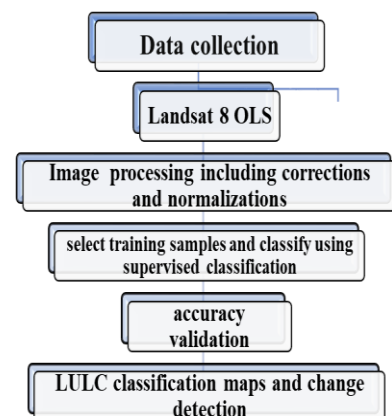 Data collection
Landsat 8 OLS
Image processing including corrections
and normalizations
select training samples and classify using
supervised classification
accuracy
validation
LULC classification maps and change
detection